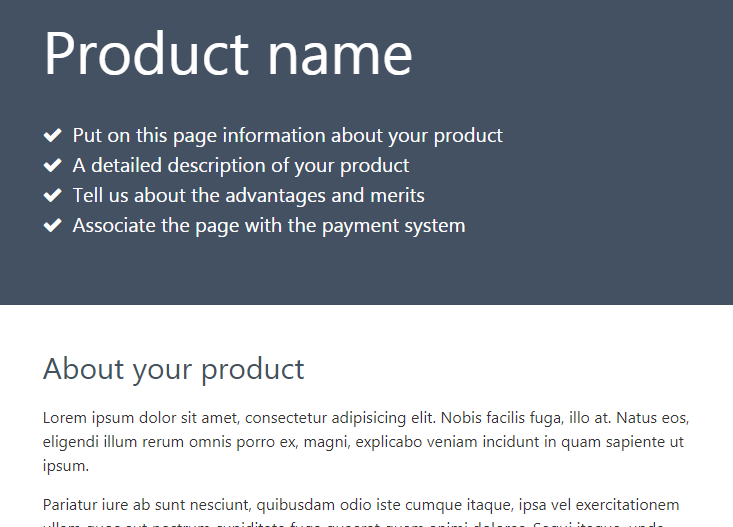 Product name
Put on this page information about your product
A detailed description of your product
Tell us about the advantages and merits
Associate the page with the payment system
About your product
Lorem ipsum dolor sit amet, consectetur adipisicing elit. Nobis facilis fuga, illo at. Natus eos,
eligendi illum rerum omnis porro ex, magni, explicabo veniam incidunt in quam sapiente ut
ipsum.
Pariatur iure ab sunt nesciunt, quibusdam odio iste cumque itaque, ipsa vel exercitationem